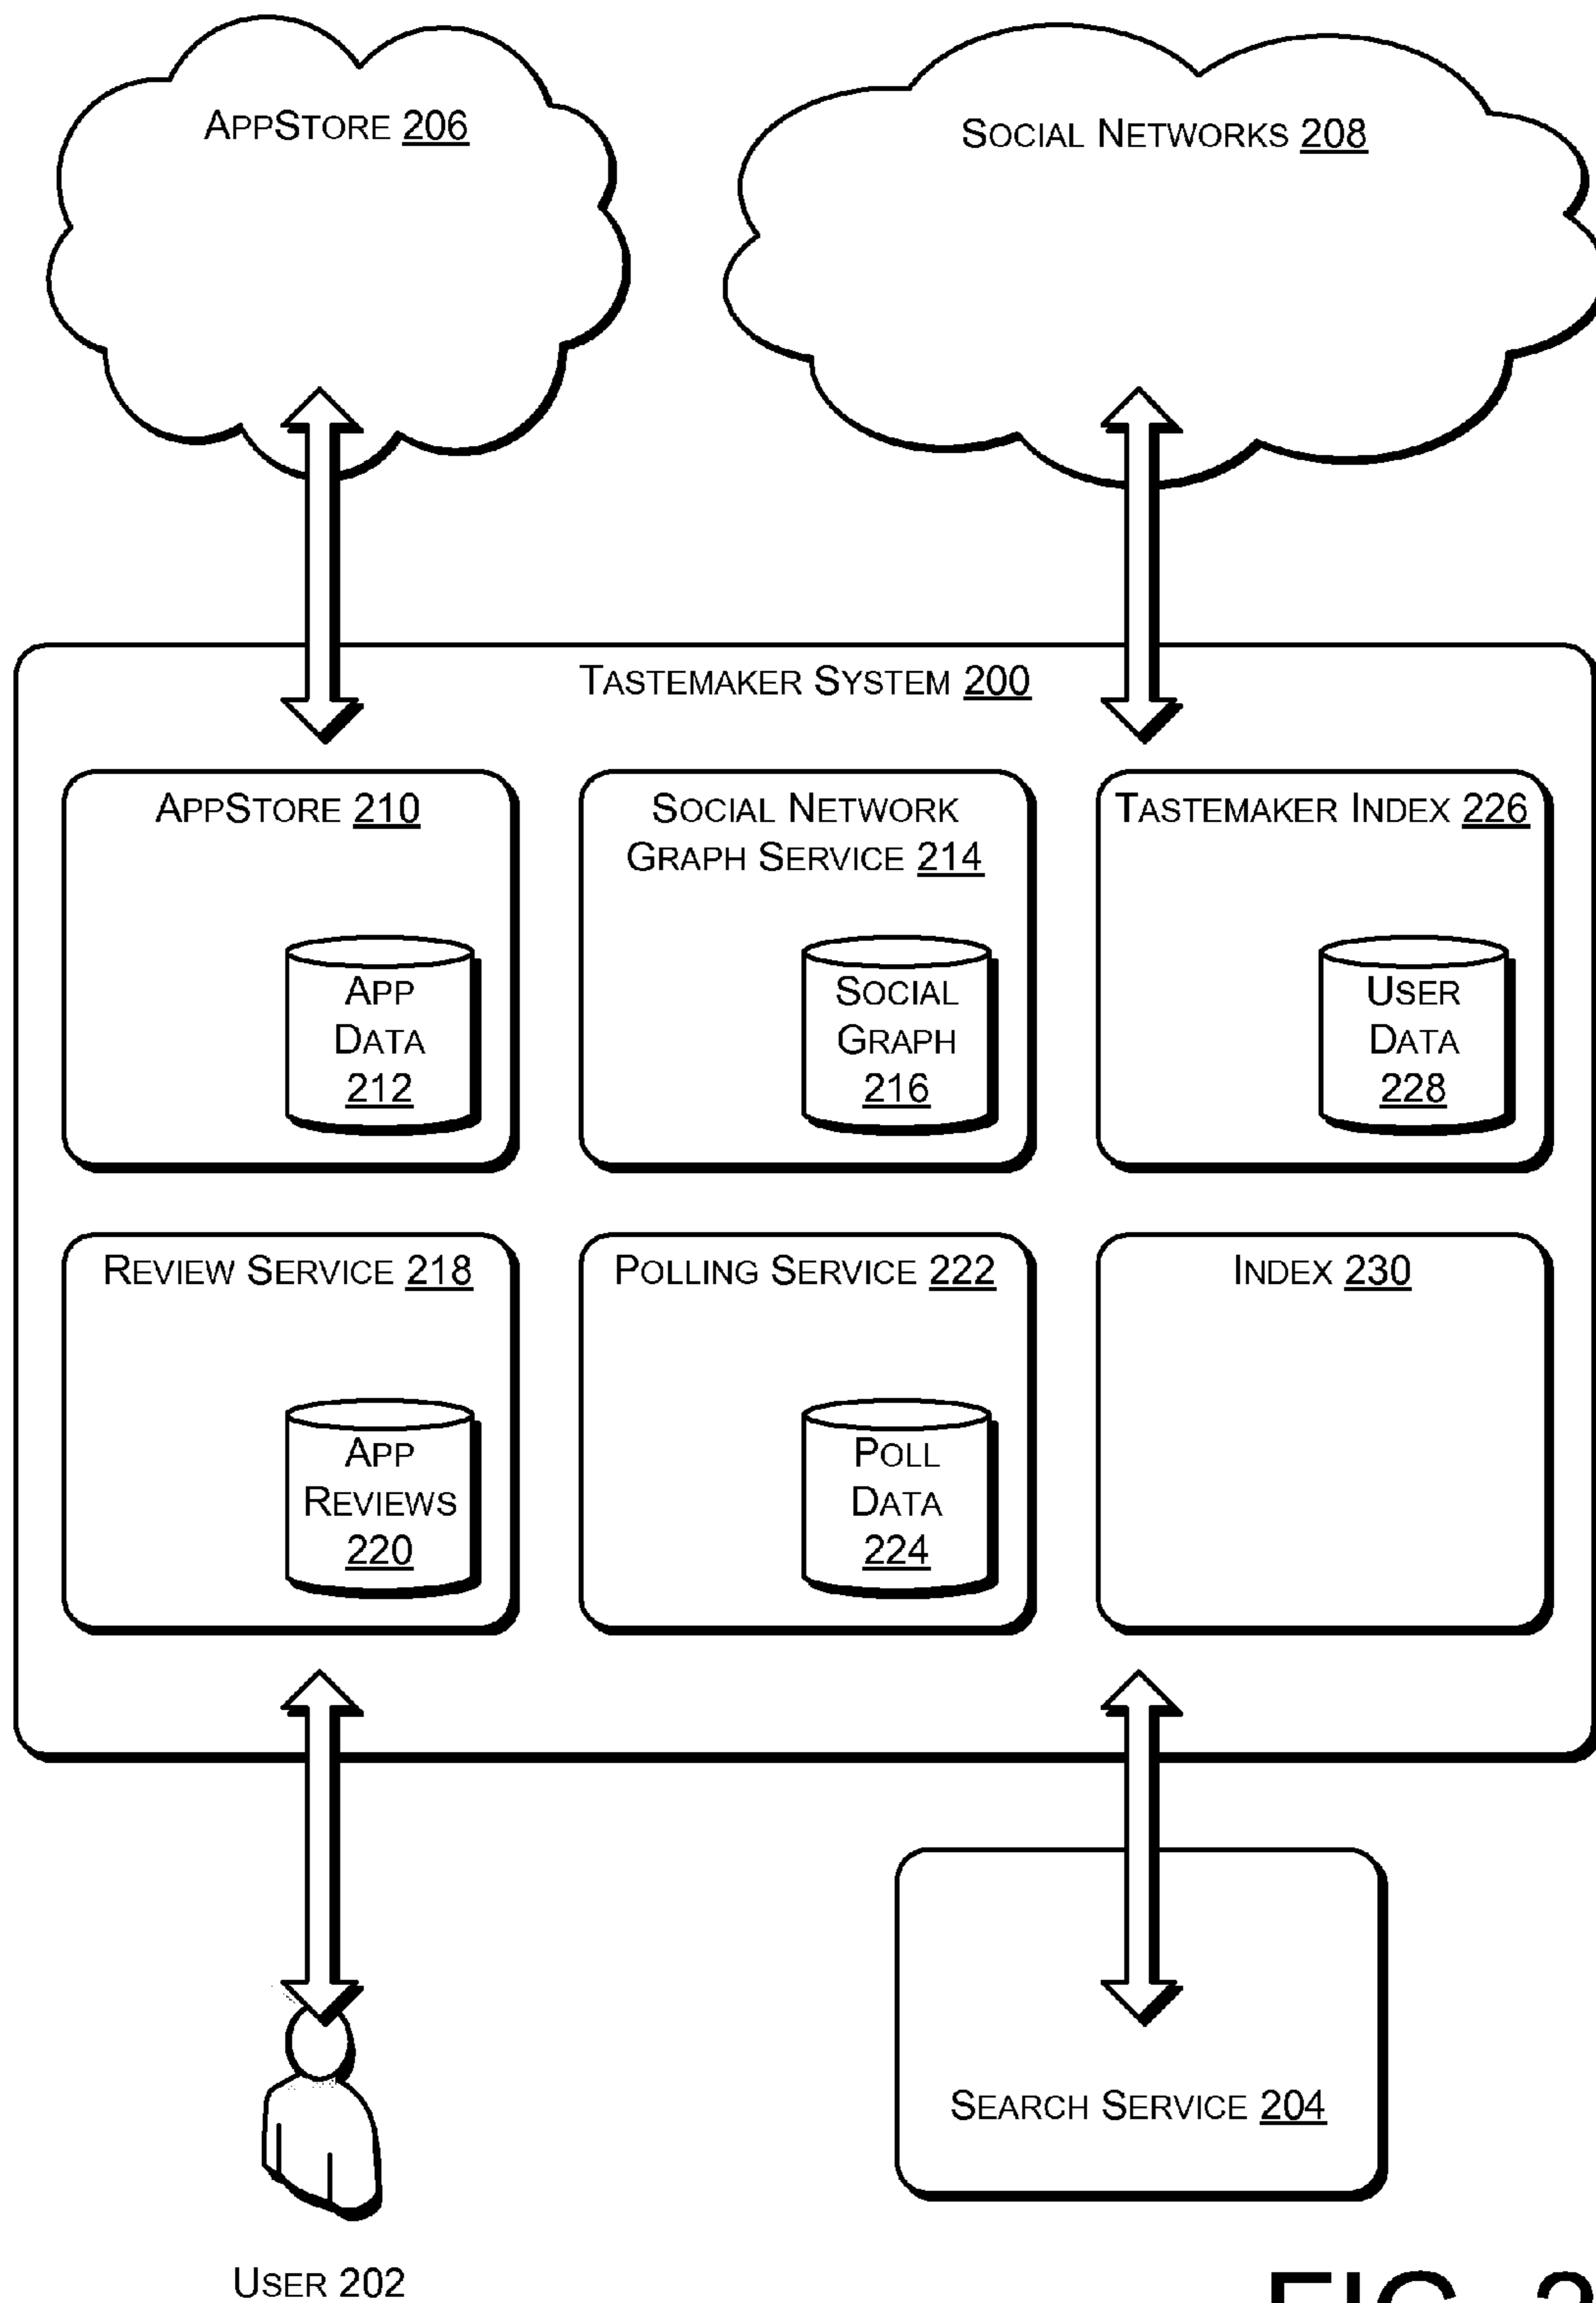 APPSTORE 206
SOCIAL NETWORKS 208
TASTEMAKER SYSTEM 200
APPSTORE 210
APP
DATA
212
SOCIAL NETWORK
GRAPH SERVICE 214
SOCIAL
GRAPH
216
TASTEMAKER INDEX 226
USER
DATA
228
REVIEW SERVICE 218
APP
REVIEWS
220
POLLING SERVICE 222
POLL
DATA
224
INDEX 230
SEARCH SERVICE 204
USER 202
FIG. 2